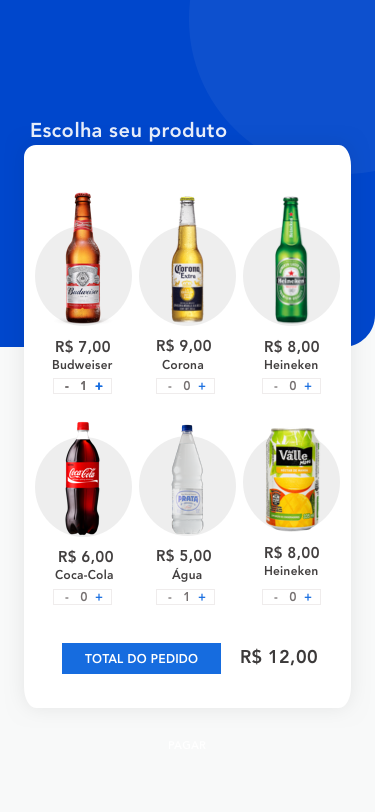 Escolha seu produto
Budweiser
Corona
Extra
Heineken
R$ 7,00
R$ 9,00
R$ 8,00
Budweiser
Corona
Heineken
- 1 +
- 0 +
- 0 +
Coca-Cola
PRATA
del Valle
R$ 6,00
R$ 5,00
R$ 8,00
Coca-Cola
Água
Heineken
- 0 +
- 1 +
- 0 +
TOTAL DO PEDIDO
R$ 12,00
PAGAR